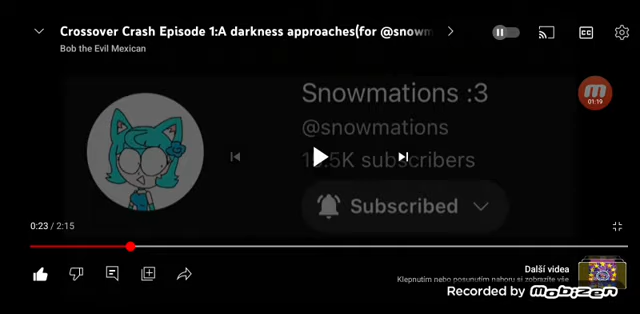 Crossover Crash Episode 1:A darkness approaches(for @snowm
Bob the Evil Mexican
Snowmations :3
@snowmations
5K subscribers
Subscribed
01:19
0:23 / 2:15
Další videa
Klepnutím nebo posunutím nahoru si zobrazíte vše
Recorded by Mobizen